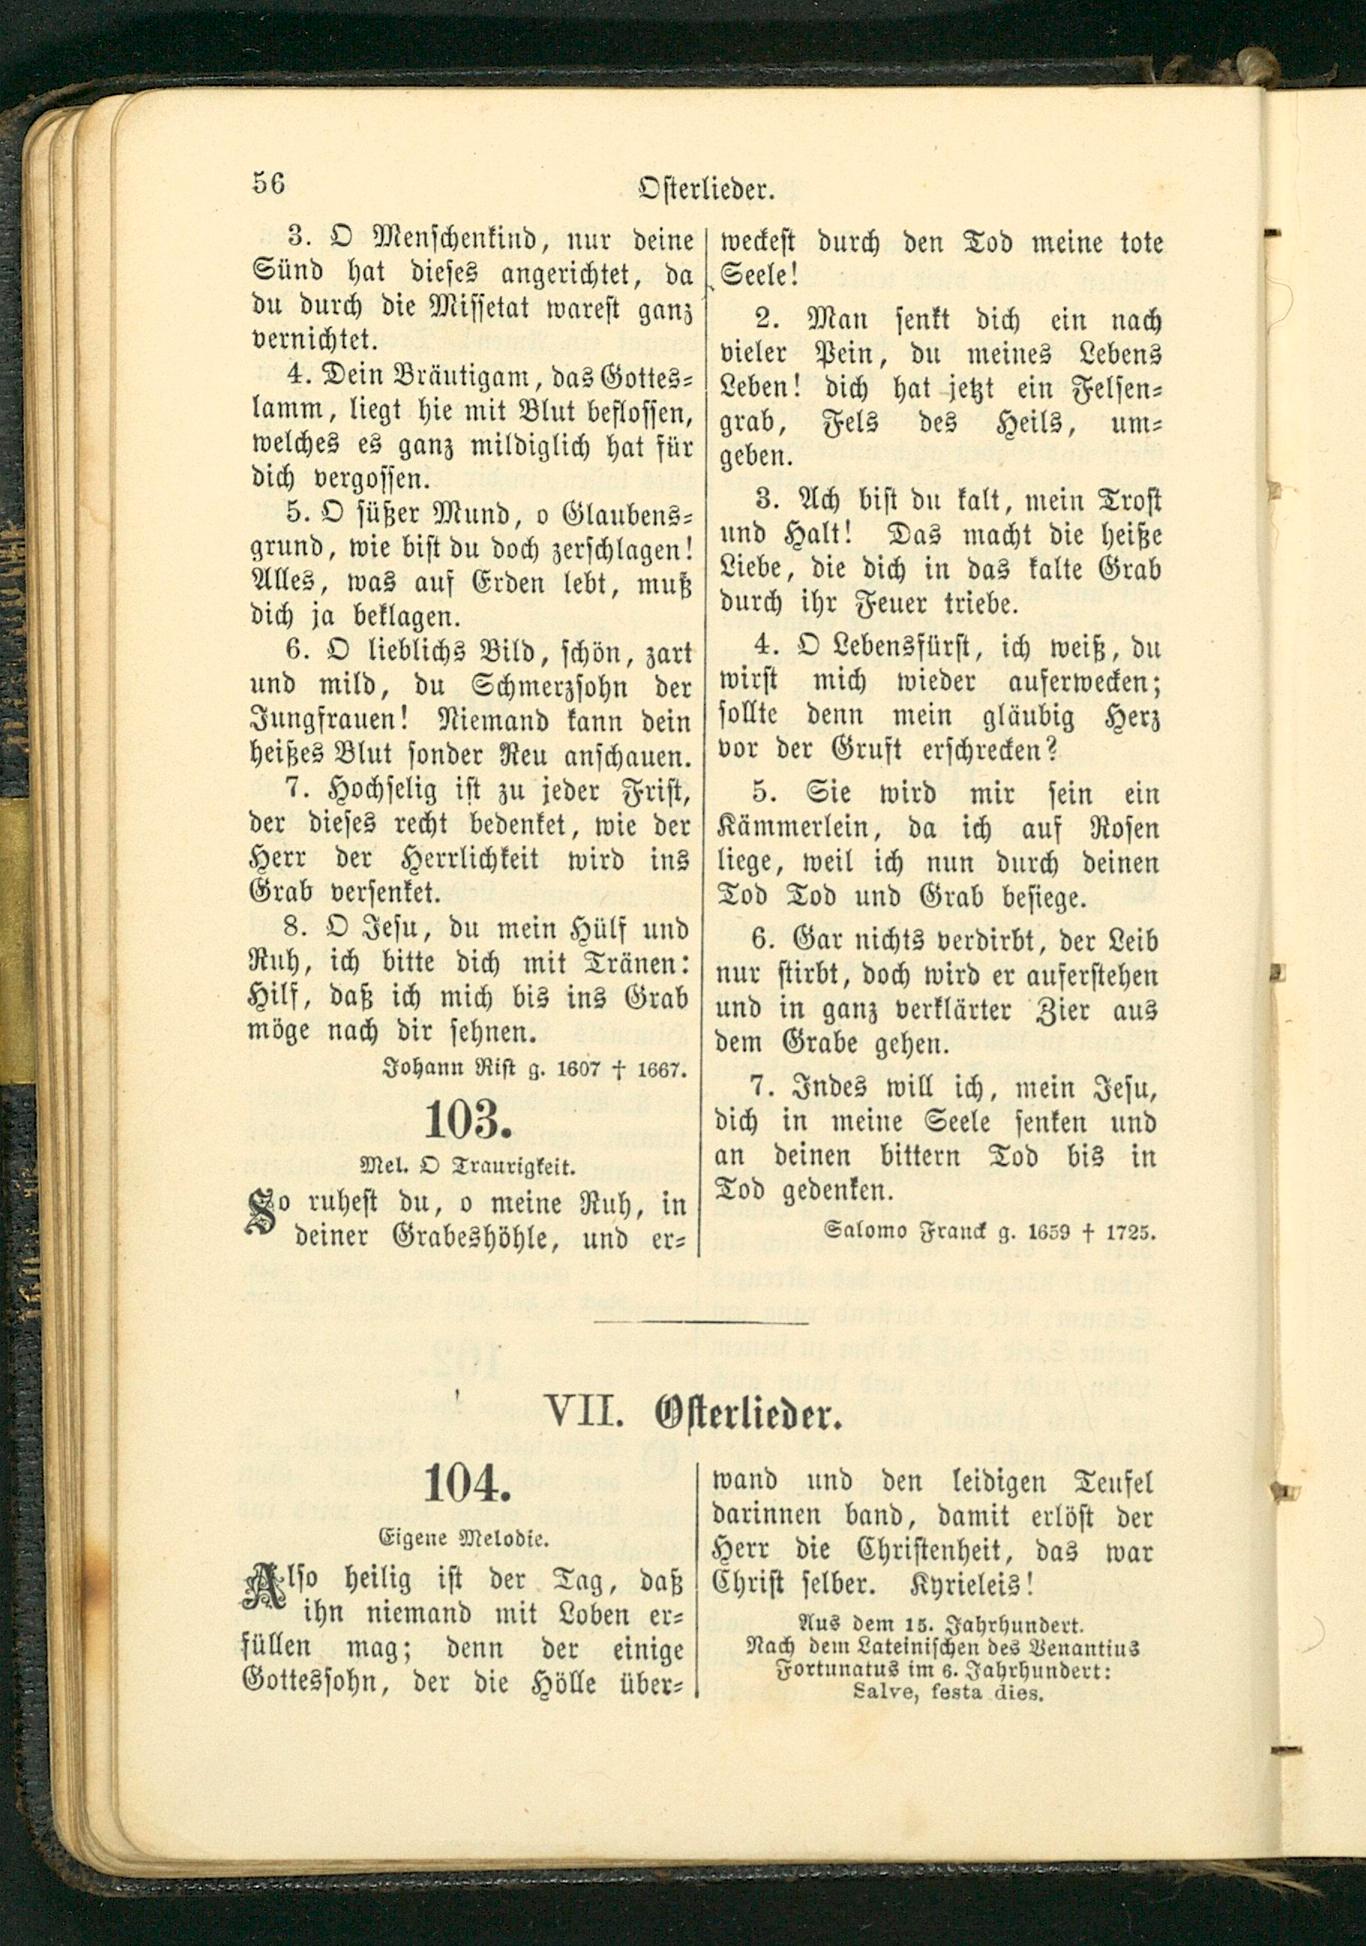 56
Osterlieder.
3. O Menschenkind, nur deine
Sünd hat dieses angerichtet, da
du durch die Missetat warest ganz
vernichtet.
4. Dein Bräutigam, das Gottes=
lamm, liegt hie mit Blut beflossen,
welches es ganz mildiglich hat für
dich vergossen.
5. O süßer Mund, o Glaubens=
grund, wie bist du doch zerschlagen!
Alles, was auf Erden lebt, muß
dich ja beklagen.
6. O lieblichs Bild, schön, zart
und mild, du Schmerzsohn der
Jungfrauen! Niemand kann dein
heißes Blut sonder Reu anschauen.
7. Hochselig ist zu jeder Frist,
der dieses recht bedenket, wie der
Herr der Herrlichkeit wird ins
Grab versenket.
8. O Jesu, du mein Hülf und
Ruh, ich bitte dich mit Tränen:
Hilf, daß ich mich bis ins Grab
möge nach dir sehnen.
Johann Rist g. 1607 † 1667.
103.
Mel. O Traurigkeit.
So ruhest du, o meine Ruh, in
deiner Grabeshöhle, und er=
weckest durch den Tod meine tote
Seele!
2. Man senkt dich ein nach
vieler Pein, du meines Lebens
Leben! dich hat jetzt ein Felsen=
grab, Fels des Heils, um=
geben.
3. Ach bist du kalt, mein Trost
und Halt! Das macht die heiße
Liebe, die dich in das kalte Grab
durch ihr Feuer triebe.
4. O Lebensfürst, ich weiß, du
wirst mich wieder auferwecken;
sollte denn mein gläubig Herz
vor der Gruft erschrecken?
5. Sie wird mir sein ein
Kämmerlein, da ich auf Rosen
liege, weil ich nun durch deinen
Tod Tod und Grab besiege.
6. Gar nichts verdirbt, der Leib
nur stirbt, doch wird er auferstehen
und in ganz verklärter Zier aus
dem Grabe gehen.
7. Indes will ich, mein Jesu,
dich in meine Seele senken und
an deinen bittern Tod bis in
Tod gedenken.
Salomo Franck g. 1659 † 1725.
VII. Osterlieder.
104.
Eigene Melodie.
Also heilig ist der Tag, daß
ihn niemand mit Loben er=
füllen mag; denn der einige
Gottessohn, der die Hölle über=
wand und den leidigen Teufel
darinnen band, damit erlöst der
Herr die Christenheit, das war
Christ selber. Kyrieleis!
Aus dem 15. Jahrhundert.
Nach dem Lateinischen des Venantius
Fortunatus im 6. Jahrhundert:
Salve, festa dies.